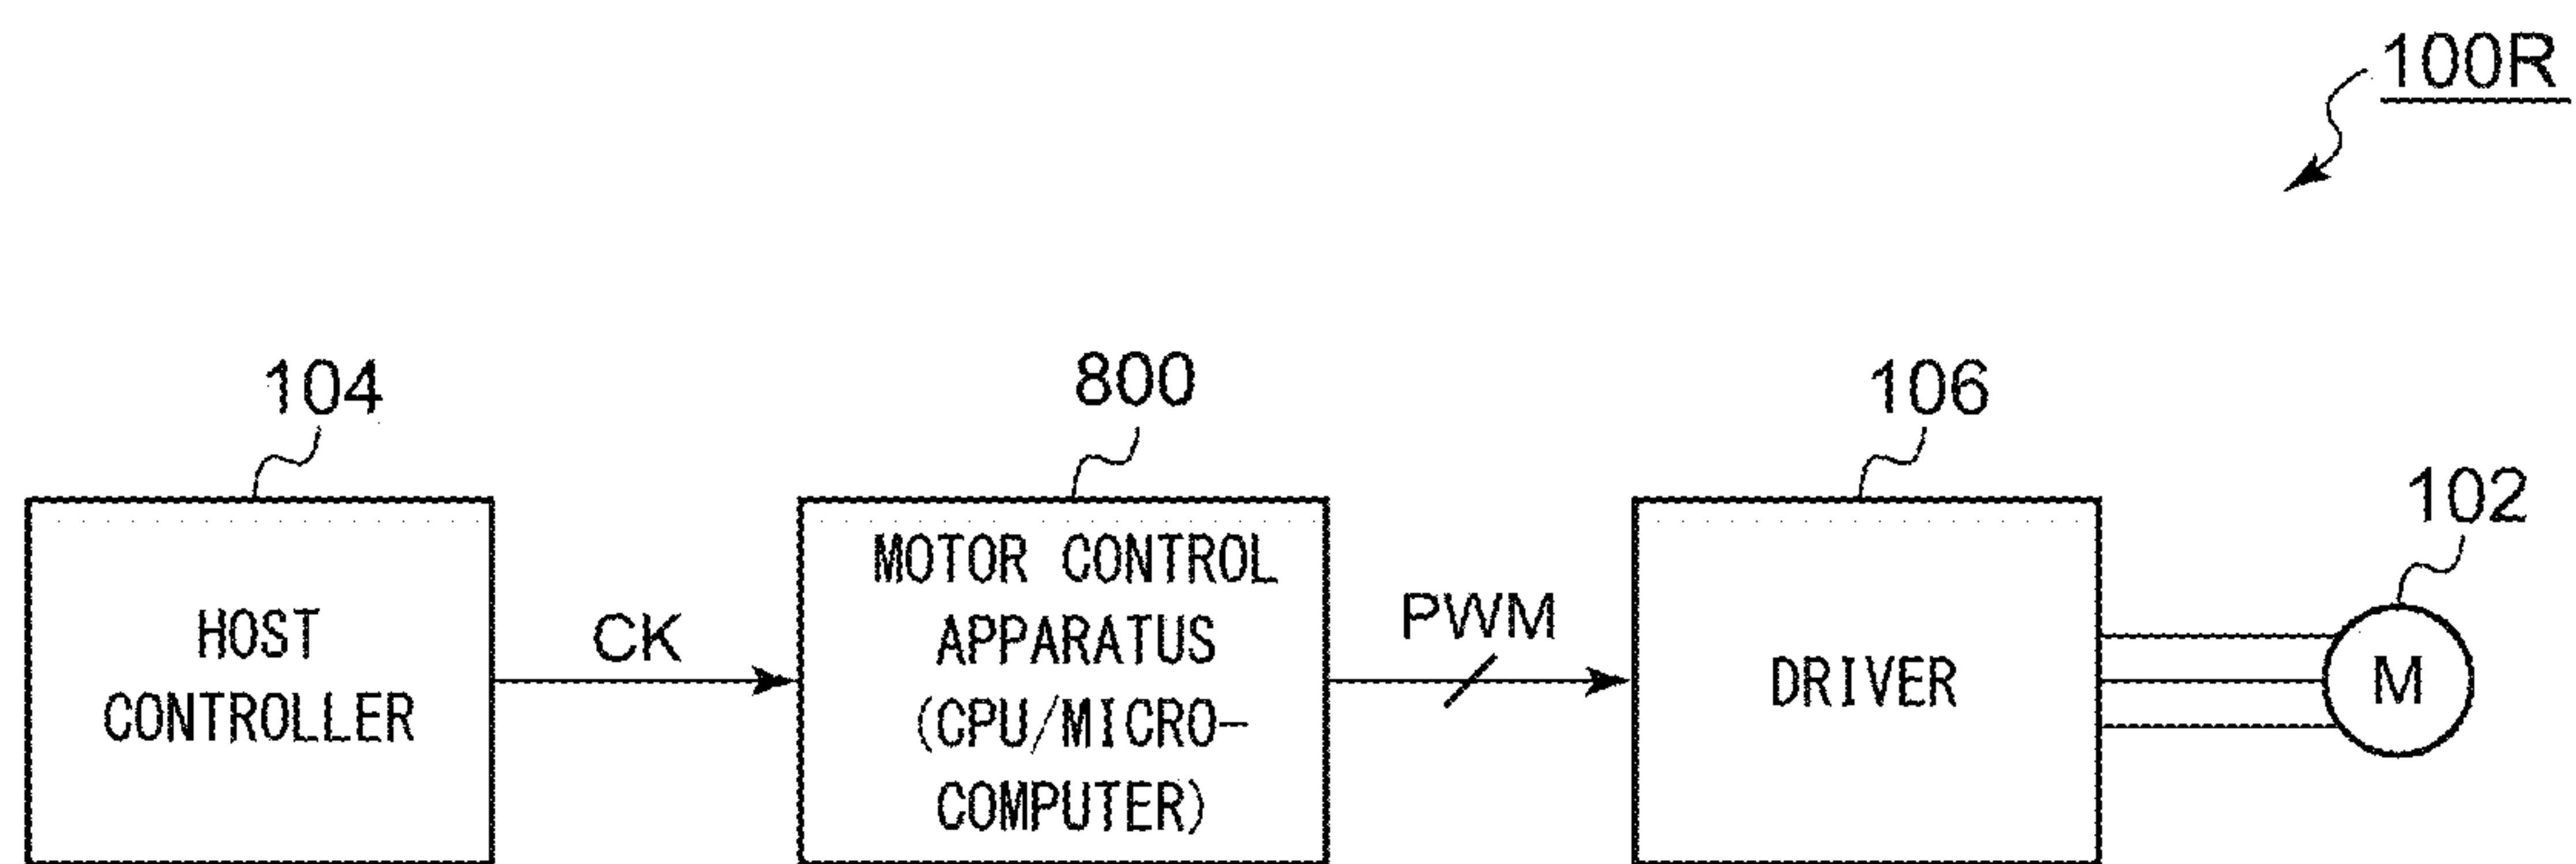 100R
104
800
106
102
HOST
CONTROLLER
CK
MOTOR CONTROL
APPARATUS
(CPU/MICRO-
COMPUTER)
PWM
DRIVER
M